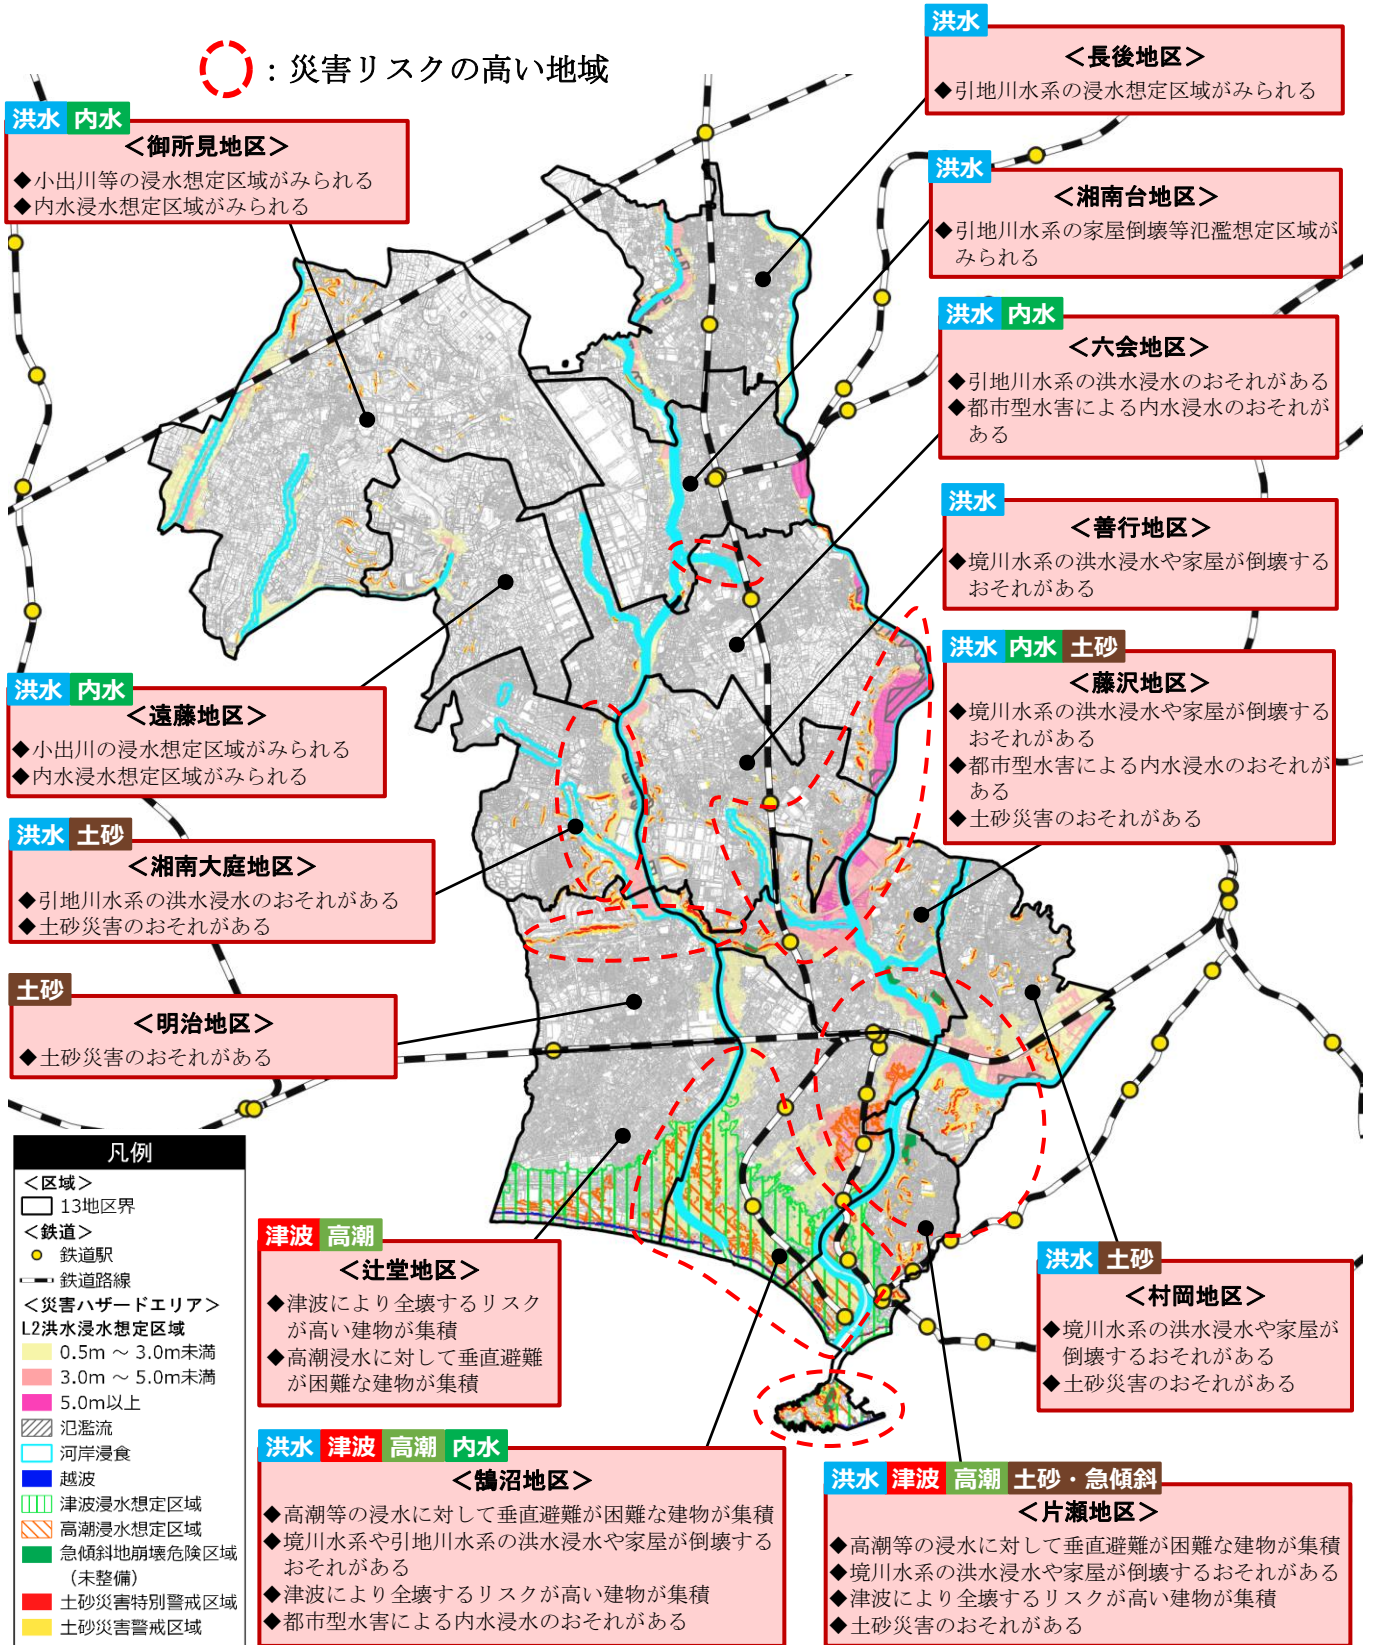 ：災害リスクの高い地域
洪水
＜長後地区＞
◆引地川水系の浸水想定区域がみられる
洪水 内水
＜御所見地区＞
◆小出川等の浸水想定区域がみられる
◆内水浸水想定区域がみられる
洪水
＜湘南台地区＞
◆引地川水系の家屋倒壊等氾濫想定区域が
みられる
洪水 内水
＜六会地区＞
◆引地川水系の洪水浸水のおそれがある
◆都市型水害による内水浸水のおそれが
ある
洪水
＜善行地区＞
◆境川水系の洪水浸水や家屋が倒壊する
おそれがある
洪水 内水 土砂
＜藤沢地区＞
◆境川水系の洪水浸水や家屋が倒壊する
おそれがある
◆都市型水害による内水浸水のおそれが
ある
◆土砂災害のおそれがある
洪水 内水
＜遠藤地区＞
◆小出川の浸水想定区域がみられる
◆内水浸水想定区域がみられる
洪水 土砂
＜湘南大庭地区＞
◆引地川水系の洪水浸水のおそれがある
◆土砂災害のおそれがある
土砂
＜明治地区＞
◆土砂災害のおそれがある
凡例
＜区域＞
13地区界
＜鉄道＞
鉄道駅
鉄道路線
＜災害ハザードエリア＞
L2洪水浸水想定区域
0.5m ～ 3.0m未満
3.0m ～ 5.0m未満
5.0m以上
氾濫流
河岸浸食
越波
津波浸水想定区域
高潮浸水想定区域
急傾斜地崩壊危険区域
（未整備）
土砂災害特別警戒区域
土砂災害警戒区域
津波 高潮
＜辻堂地区＞
◆津波により全壊するリスク
が高い建物が集積
◆高潮浸水に対して垂直避難
が困難な建物が集積
洪水 土砂
＜村岡地区＞
◆境川水系の洪水浸水や家屋が
倒壊するおそれがある
◆土砂災害のおそれがある
洪水 津波 高潮 内水
＜鵠沼地区＞
◆高潮等の浸水に対して垂直避難が困難な建物が集積
◆境川水系や引地川水系の洪水浸水や家屋が倒壊する
おそれがある
◆津波により全壊するリスクが高い建物が集積
◆都市型水害による内水浸水のおそれがある
洪水 津波 高潮 土砂・急傾斜
＜片瀬地区＞
◆高潮等の浸水に対して垂直避難が困難な建物が集積
◆境川水系の洪水浸水や家屋が倒壊するおそれがある
◆津波により全壊するリスクが高い建物が集積
◆土砂災害のおそれがある